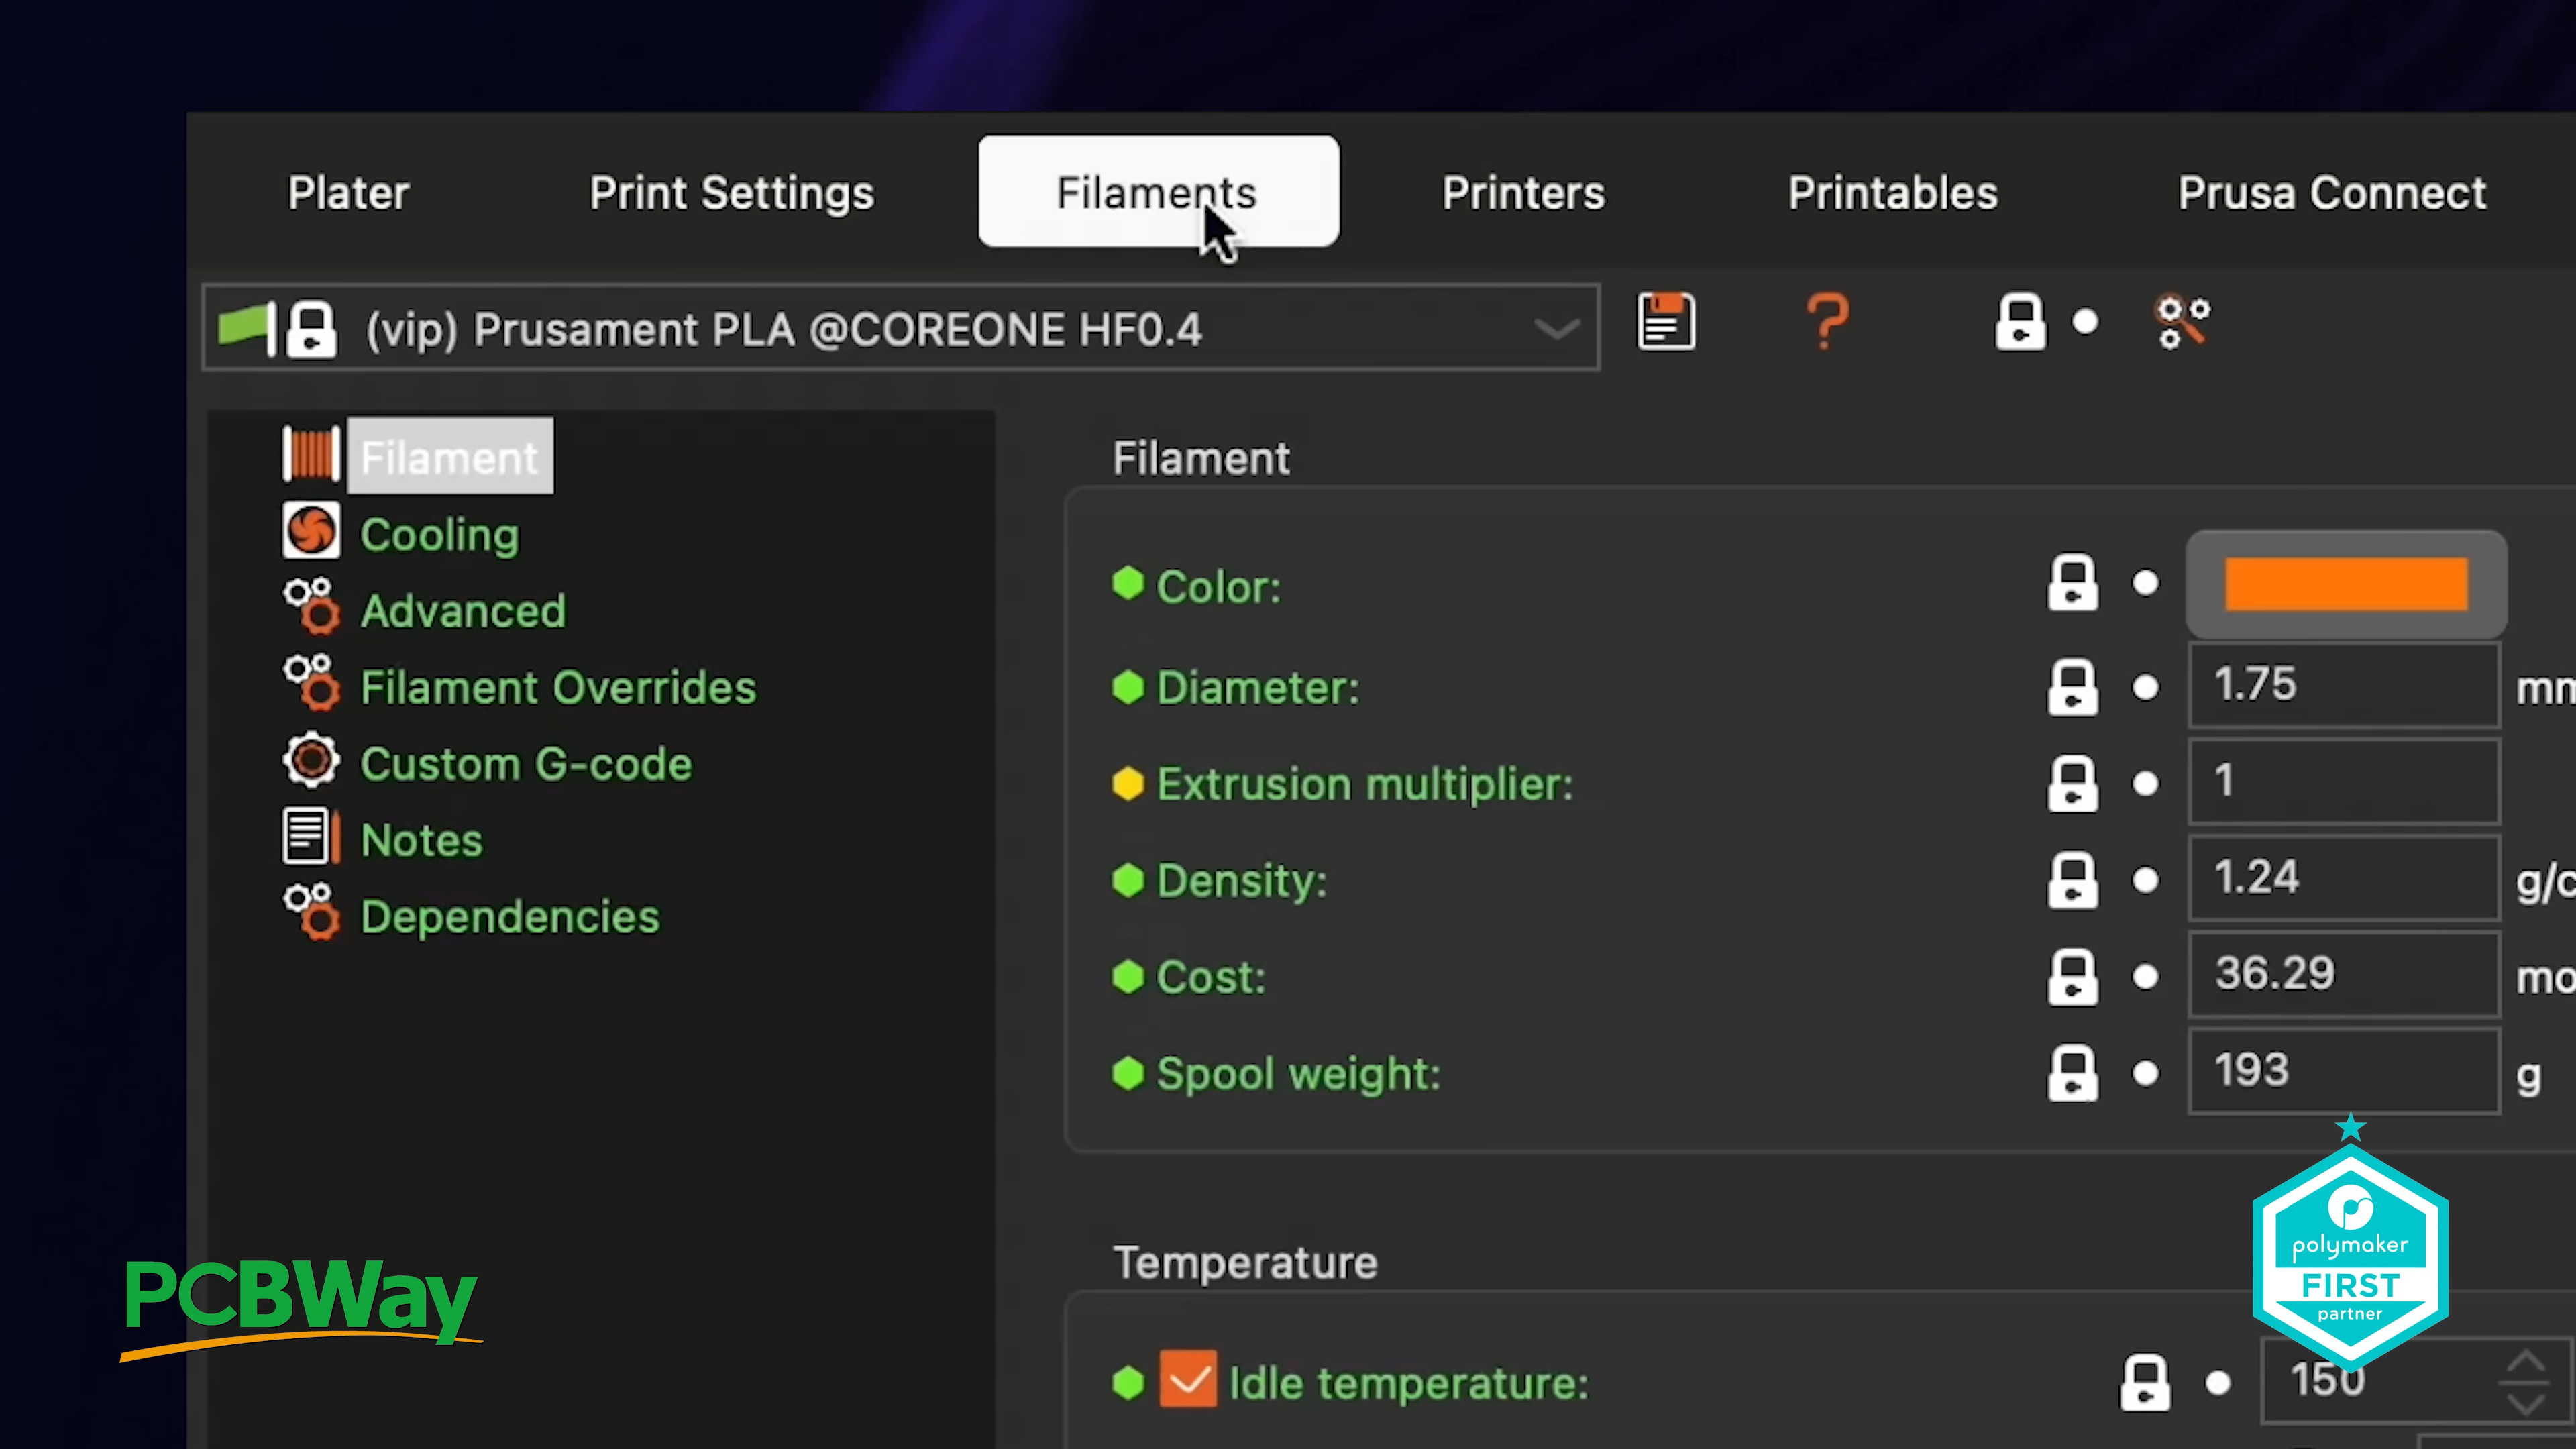 Plater Print Settings Filaments Printers Printables Prusa Connect
(vip) Prusament PLA @COREONE HF0.4
?
Filament
Cooling
Advanced
Filament Overrides
Custom G-code
Notes
Dependencies
Filament
Color:
Diameter: 1.75
Extrusion multiplier: 1
Density: 1.24
Cost: 36.29
Spool weight: 193 g
Temperature
Idle temperature: 150
PCBWay
polymaker
FIRST
partner